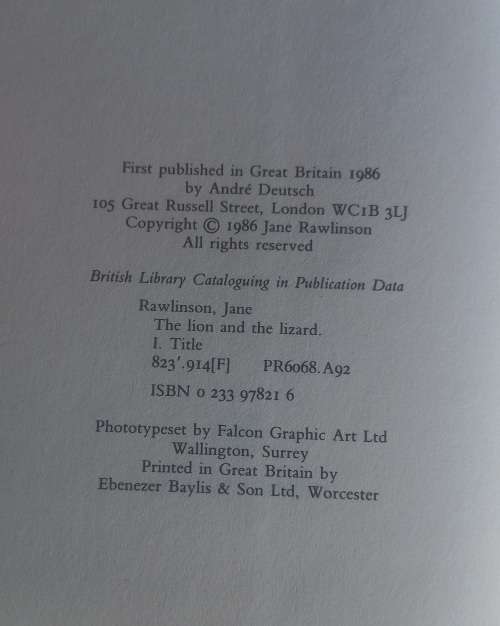 First published in Great Britain 1986
by André Deutsch
105 Great Russell Street, London WC1B 3LJ
Copyright © 1986 Jane Rawlinson
All rights reserved
British Library Cataloguing in Publication Data
Rawlinson, Jane
The lion and the lizard.
I. Title
823′.914[F] PR6068.A92
ISBN 0 233 97821 6
Phototypeset by Falcon Graphic Art Ltd
Wallington, Surrey
Printed in Great Britain by
Ebenezer Baylis & Son Ltd, Worcester